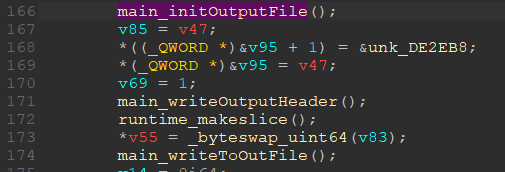 166 main_initOutputFile();
167 v85 = v47;
168 *((_QWORD *)&v95 + 1) = &unk_DE2EB8;
169 *(_QWORD *)&v95 = v47;
170 v69 = 1;
171 main_writeOutputHeader();
172 runtime_makeslice();
173 *v55 = _byteswap_uint64(v83);
174 main_writeToOutFile();